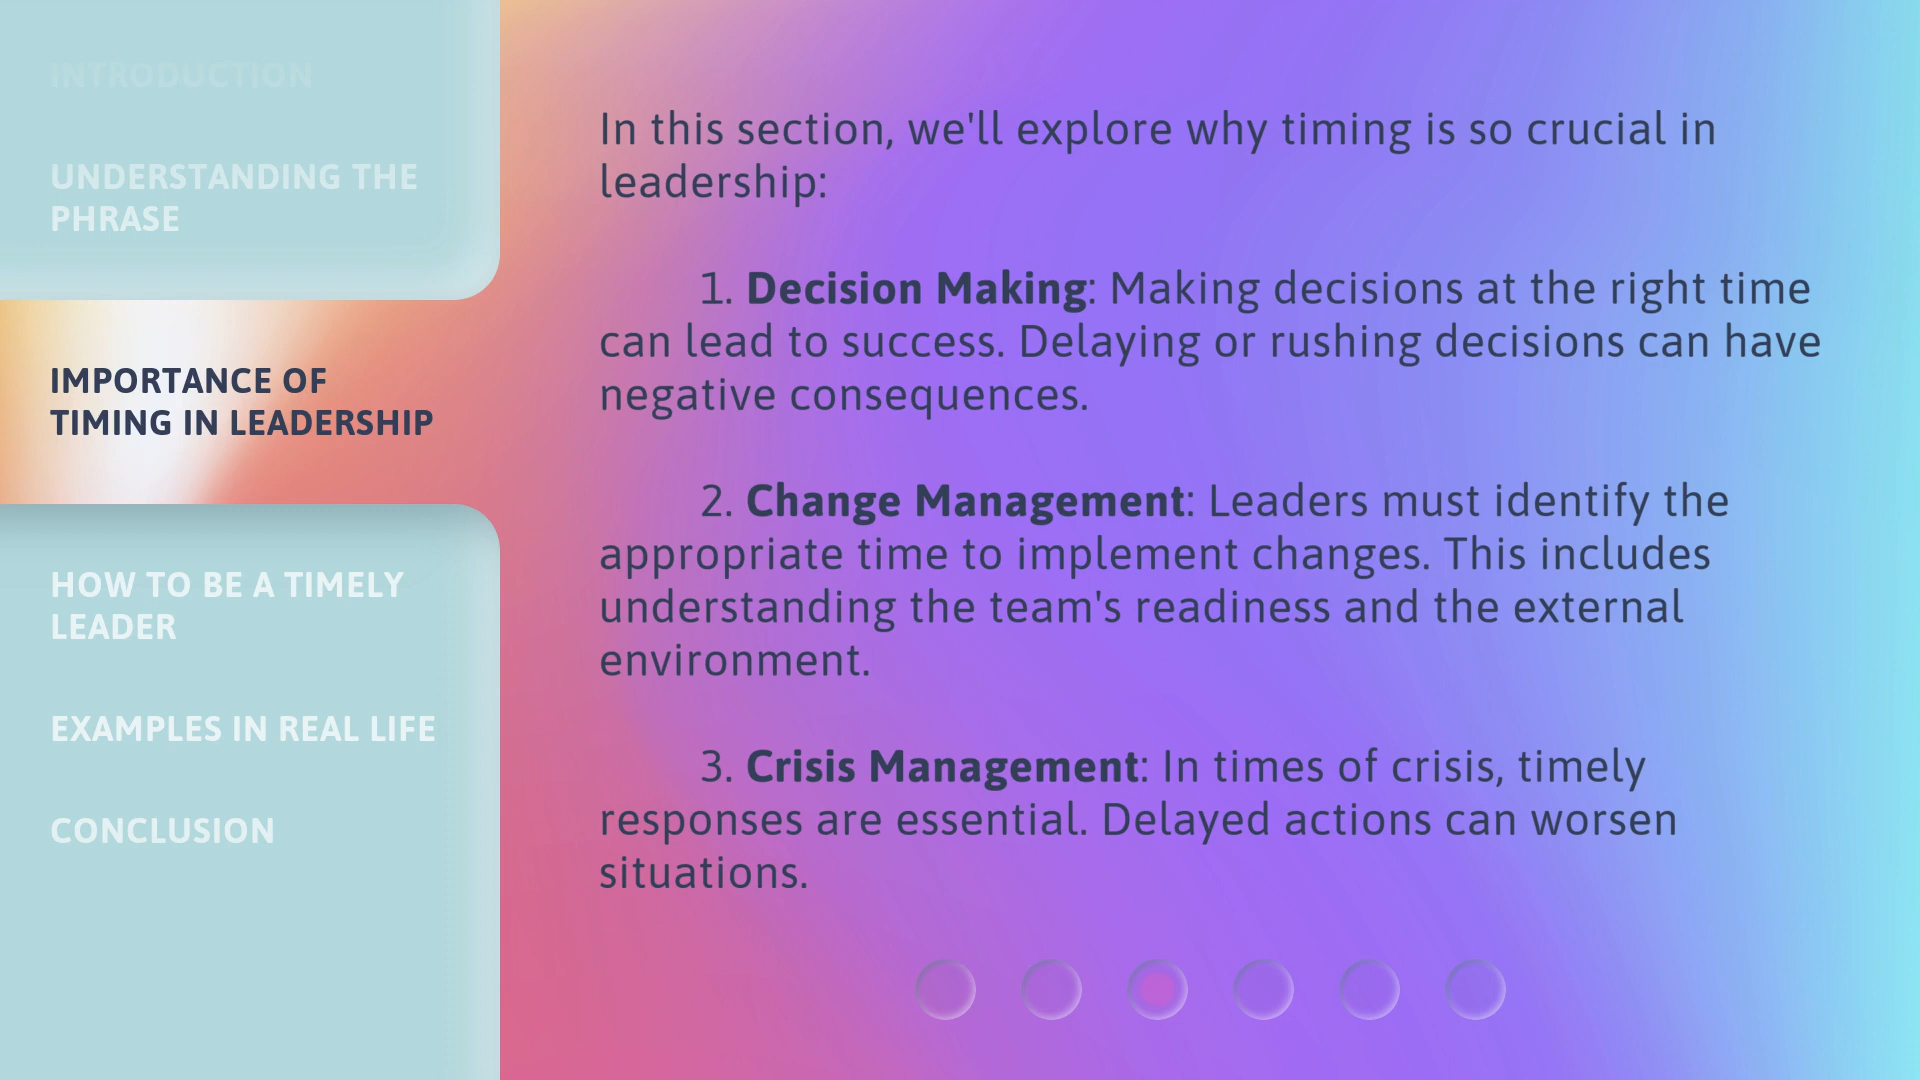 INTRODUCTION
UNDERSTANDING THE
PHRASE
IMPORTANCE OF
TIMING IN LEADERSHIP
HOW TO BE A TIMELY
LEADER
EXAMPLES IN REAL LIFE
CONCLUSION
In this section, we'll explore why timing is so crucial in
leadership:
1. Decision Making: Making decisions at the right time
can lead to success. Delaying or rushing decisions can have
negative consequences.
2. Change Management: Leaders must identify the
appropriate time to implement changes. This includes
understanding the team's readiness and the external
environment.
3. Crisis Management: In times of crisis, timely
responses are essential. Delayed actions can worsen
situations.